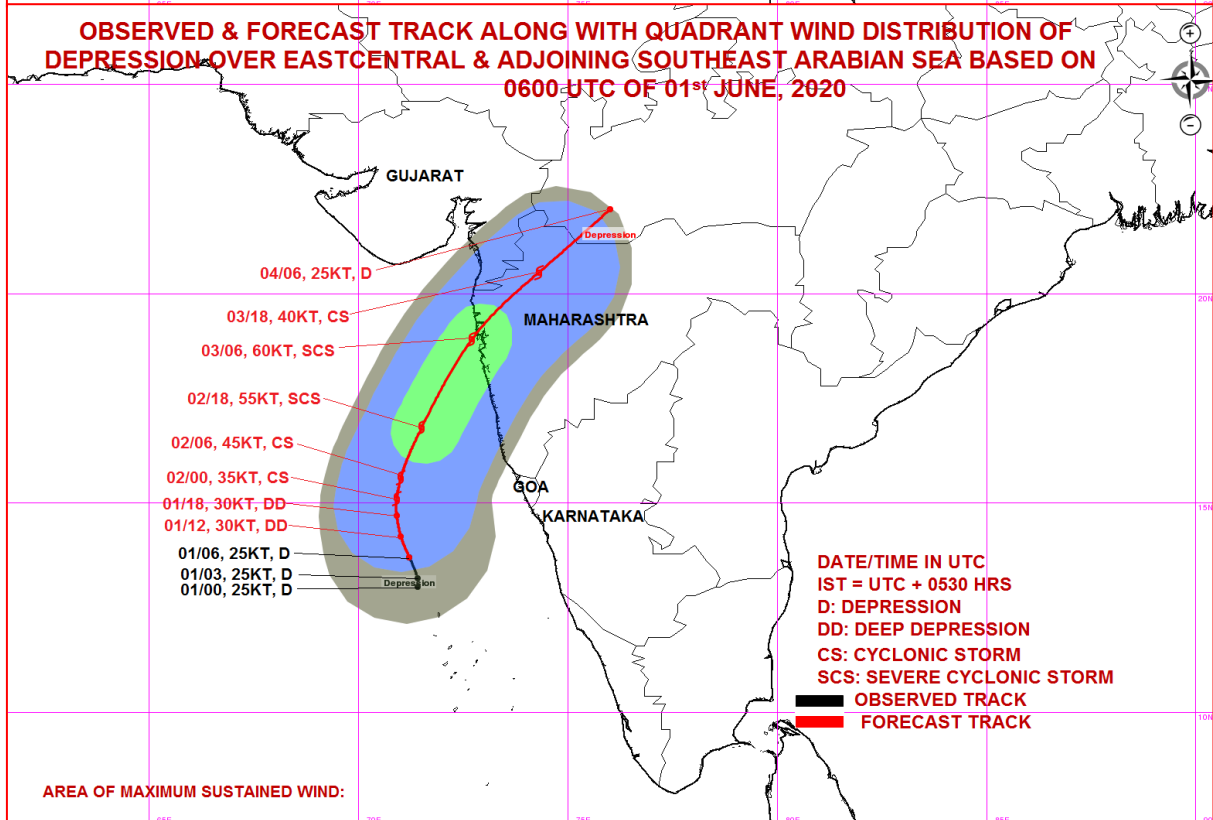 OBSERVED & FORECAST TRACK ALONG WITH QUADRANT WIND DISTRIBUTION OF
DEPRESSION OVER EASTCENTRAL & ADJOINING SOUTHEAST ARABIAN SEA BASED ON
0600 UTC OF 01st JUNE, 2020
GUJARAT
Depression
04/06, 25KT, D
20N
03/18, 40KT, CS
MAHARASHTRA
03/06, 60KT, SCS
02/18, 55KT, SCS
02/06, 45KT, CS
02/00, 35KT, CS
GOA
01/18, 30KT, DD
15N
KARNATAKA
01/12, 30KT, DD
01/06, 25KT, D
01/03, 25KT, D
Depression
01/00, 25KT, D
DATE/TIME IN UTC
IST = UTC + 0530 HRS
D: DEPRESSION
DD: DEEP DEPRESSION
CS: CYCLONIC STORM
SCS: SEVERE CYCLONIC STORM
OBSERVED TRACK
FORECAST TRACK
10N
AREA OF MAXIMUM SUSTAINED WIND: